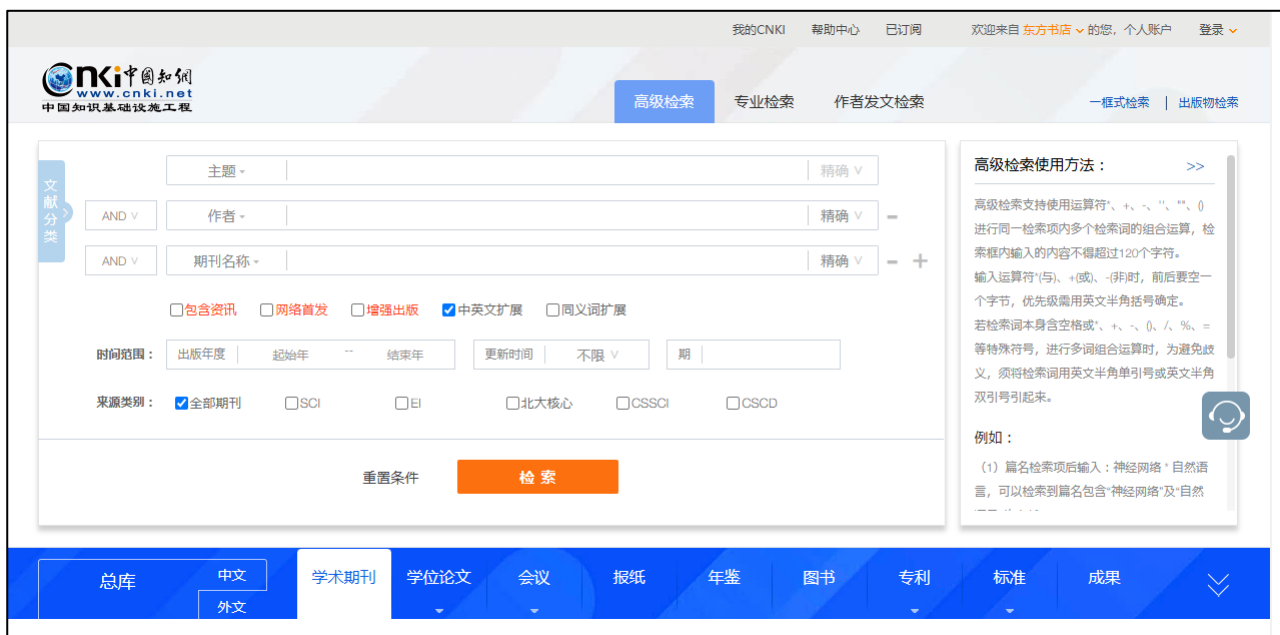 我的CNKI 帮助中心 已订阅 欢迎来自 东方书店 的您，个人账户 登录
Cnki中国知网
www.cnki.net
中国知识基础设施工程
高级检索 专业检索 作者发文检索 一框式检索 | 出版物检索
文献分类
主题 精确
AND 作者 精确
AND 期刊名称 精确
包含资讯 网络首发 增强出版 中英文扩展 同义词扩展
时间范围： 出版年度 起始年 -- 结束年 更新时间 不限 期
来源类别： 全部期刊 SCI EI 北大核心 CSSCI CSCD
重置条件 检索
高级检索使用方法： >>
高级检索支持使用运算符*、+、-、''、""、()
进行同一检索项内多个检索词的组合运算，检
索框内输入的内容不得超过120个字符。
输入运算符*(与)、+(或)、-(非)时，前后要空一
个字节，优先级需用英文半角括号确定。
若检索词本身含空格或*、+、-、()、/、%、=
等特殊符号，进行多词组合运算时，为避免歧
义，须将检索词用英文半角单引号或英文半角
双引号引起来。
例如：
（1）篇名检索项后输入：神经网络 * 自然语
言，可以检索到篇名包含“神经网络”及“自然
总库 中文 外文 学术期刊 学位论文 会议 报纸 年鉴 图书 专利 标准 成果